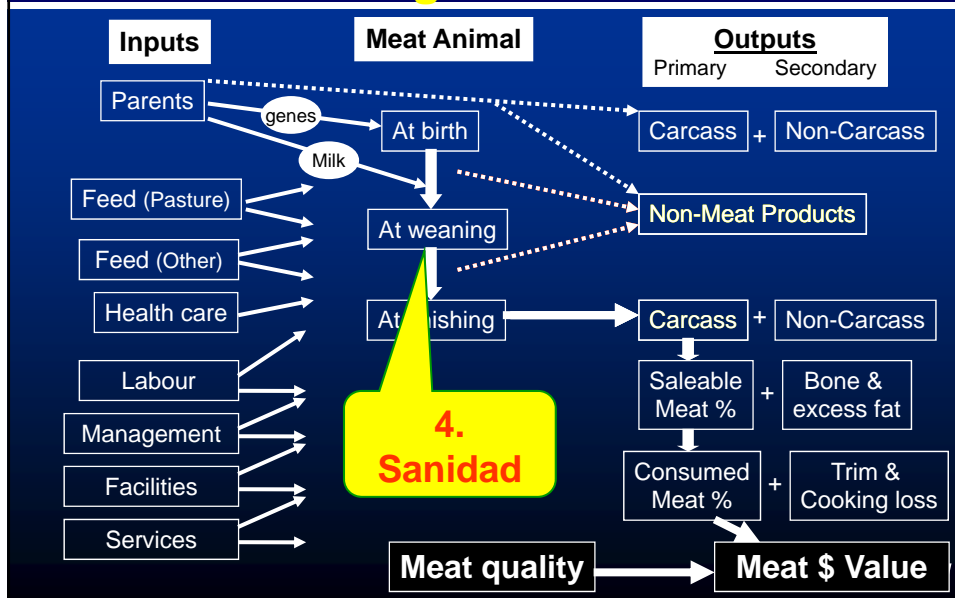 Inputs
Meat Animal
Outputs
Primary Secondary
Parents
genes
Milk
At birth
Carcass + Non-Carcass
Feed (Pasture)
Non-Meat Products
At weaning
Feed (Other)
Health care
At
Carcass + Non-Carcass
Labour
Saleable
Meat %
+
Bone &
excess fat
4.
Sanidad
Management
Facilities
Consumed
Meat %
+
Trim &
Cooking loss
Services
Meat quality
Meat $ Value